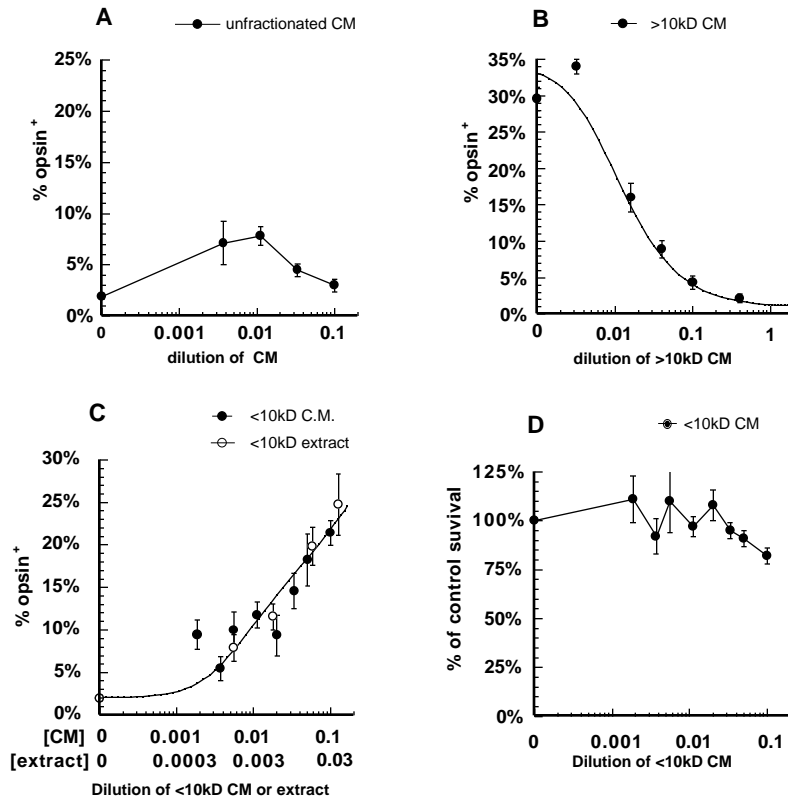 A
unfractionated CM
25%
20%
15%
10%
5%
0%
% opsin+
0
0.001
0.01
0.1
dilution of CM
B
>10kD CM
35%
30%
25%
20%
15%
10%
5%
0%
% opsin+
0
0.01
0.1
1
dilution of >10kD CM
C
<10kD C.M.
<10kD extract
30%
25%
20%
15%
10%
5%
0%
% opsin+
[CM] 0 0.001 0.01 0.1
[extract] 0 0.0003 0.003 0.03
Dilution of <10kD CM or extract
D
<10kD CM
125%
100%
75%
50%
25%
0%
% of control suvival
0
0.001
0.01
0.1
Dilution of <10kD CM